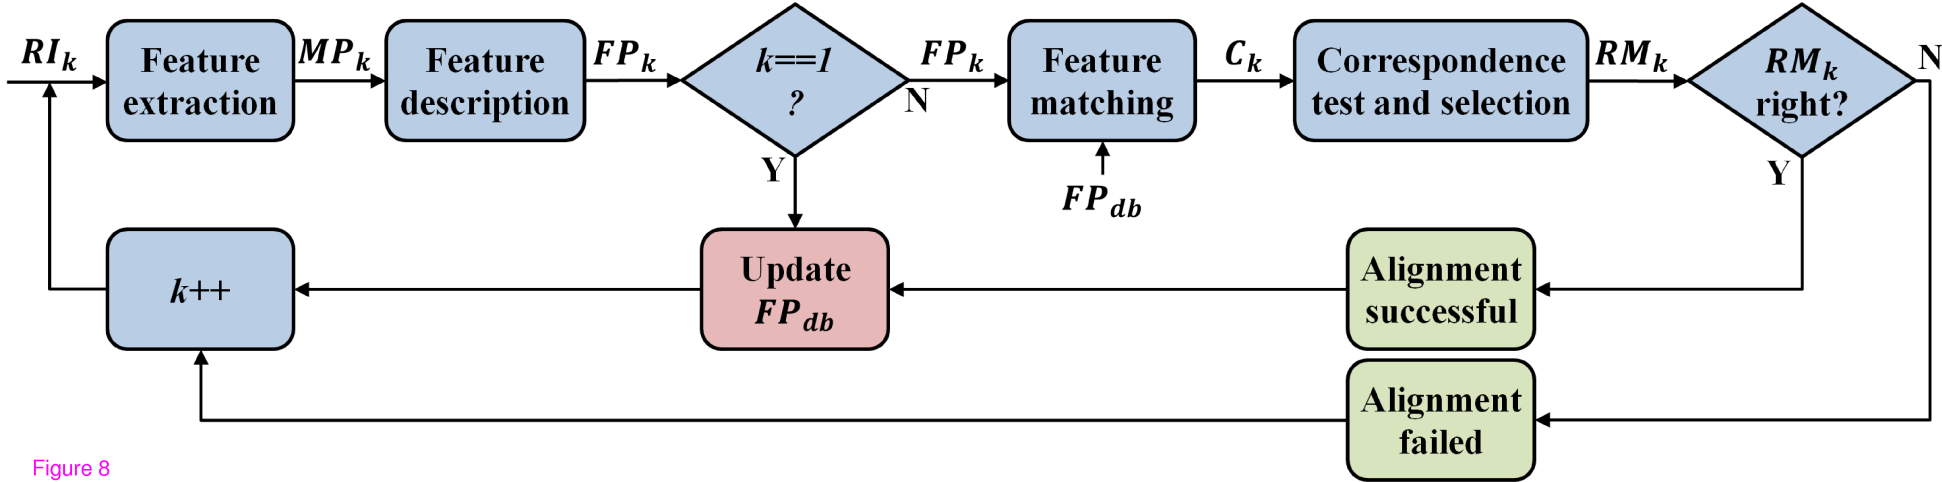 RI_k
Feature
extraction
MP_k
Feature
description
FP_k
k==1
?
N
Y
FP_k
Feature
matching
FP_db
C_k
Correspondence
test and selection
RM_k
RM_k
right?
N
Y
k++
Update
FP_db
Alignment
successful
Alignment
failed
Figure 8